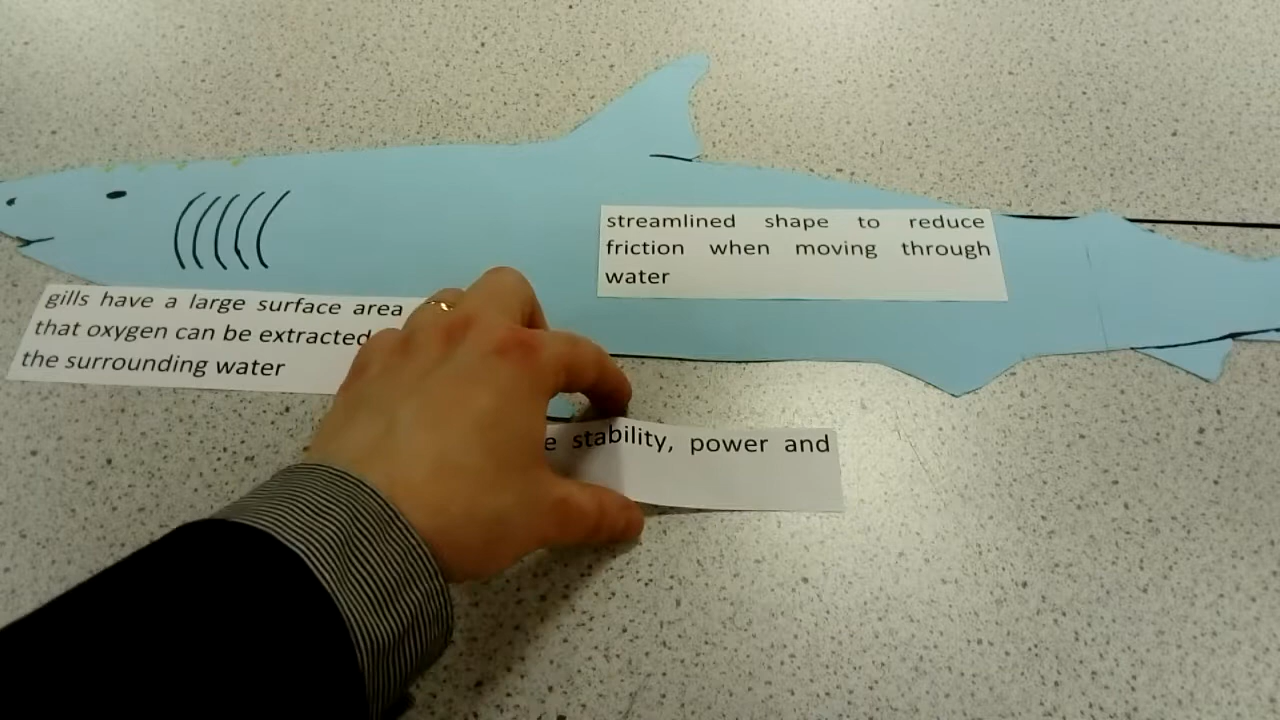 streamlined shape to reduce
friction when moving through
water
gills have a large surface area
that oxygen can be extracted
the surrounding water
stability, power and